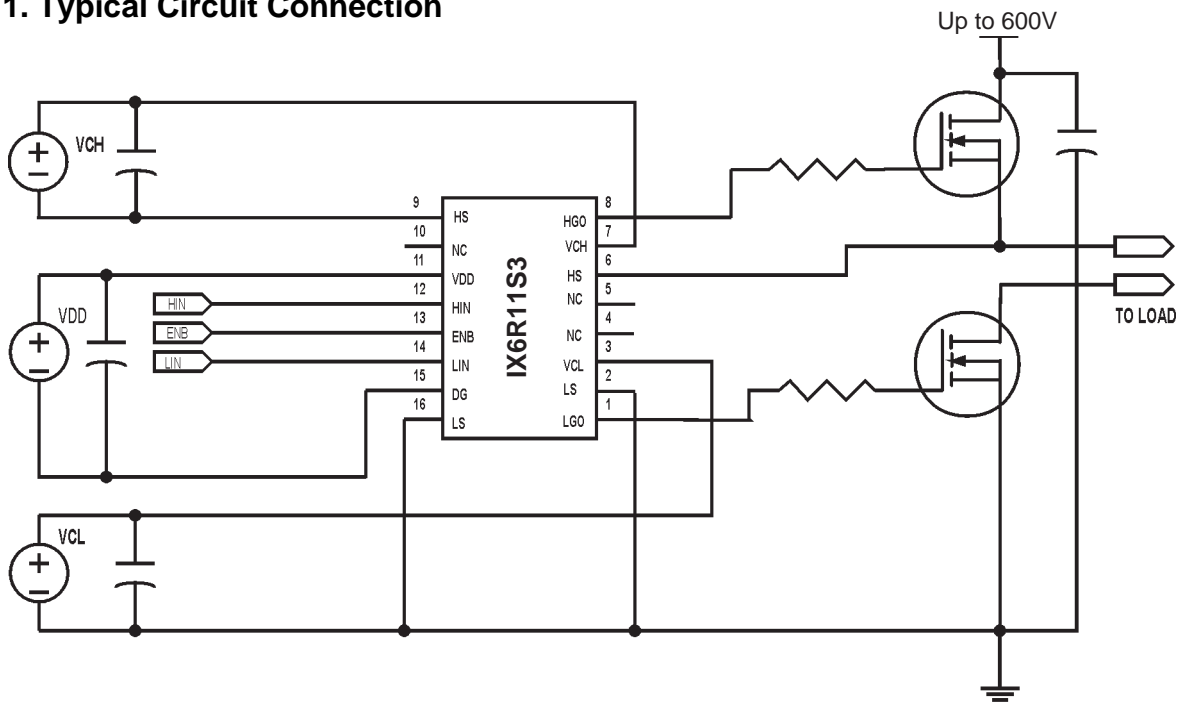 1. Typical Circuit Connection
Up to 600V
VCH
9
HS
10
NC
11
VDD
12
HIN
13
ENB
14
LIN
15
DG
16
LS
IX6R11S3
8
HGO
7
VCH
6
HS
5
NC
4
NC
3
VCL
2
LS
1
LGO
VDD
HIN
ENB
LIN
VCL
TO LOAD